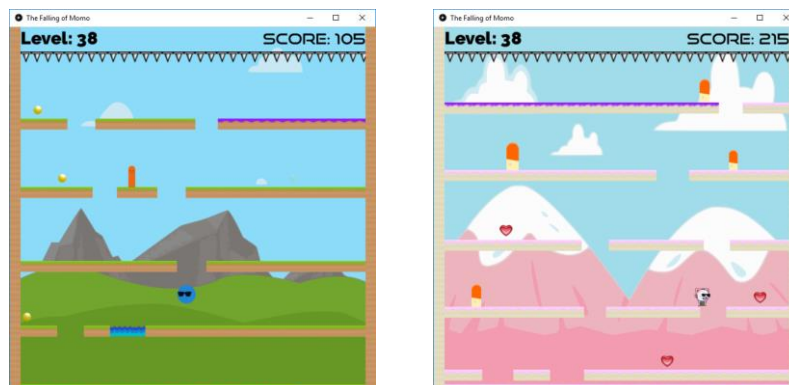 The Falling of Momo
Level: 38 SCORE: 105
The Falling of Momo
Level: 38 SCORE: 215